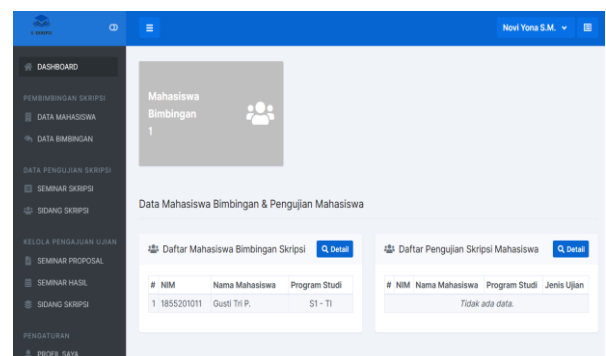 E-SKRIPSI
Novi Yona S.M.
DASHBOARD
PEMBIMBINGAN SKRIPSI
DATA MAHASISWA
DATA BIMBINGAN
DATA PENGUJIAN SKRIPSI
SEMINAR SKRIPSI
SIDANG SKRIPSI
KELOLA PENGAJUAN UJIAN
SEMINAR PROPOSAL
SEMINAR HASIL
SIDANG SKRIPSI
PENGATURAN
PROFIL SAYA
Mahasiswa
Bimbingan
1
Data Mahasiswa Bimbingan & Pengujian Mahasiswa
Daftar Mahasiswa Bimbingan Skripsi Detail
# NIM Nama Mahasiswa Program Studi
1 1855201011 Gusti Tri P. S1 - TI
Daftar Pengujian Skripsi Mahasiswa Detail
# NIM Nama Mahasiswa Program Studi Jenis Ujian
Tidak ada data.